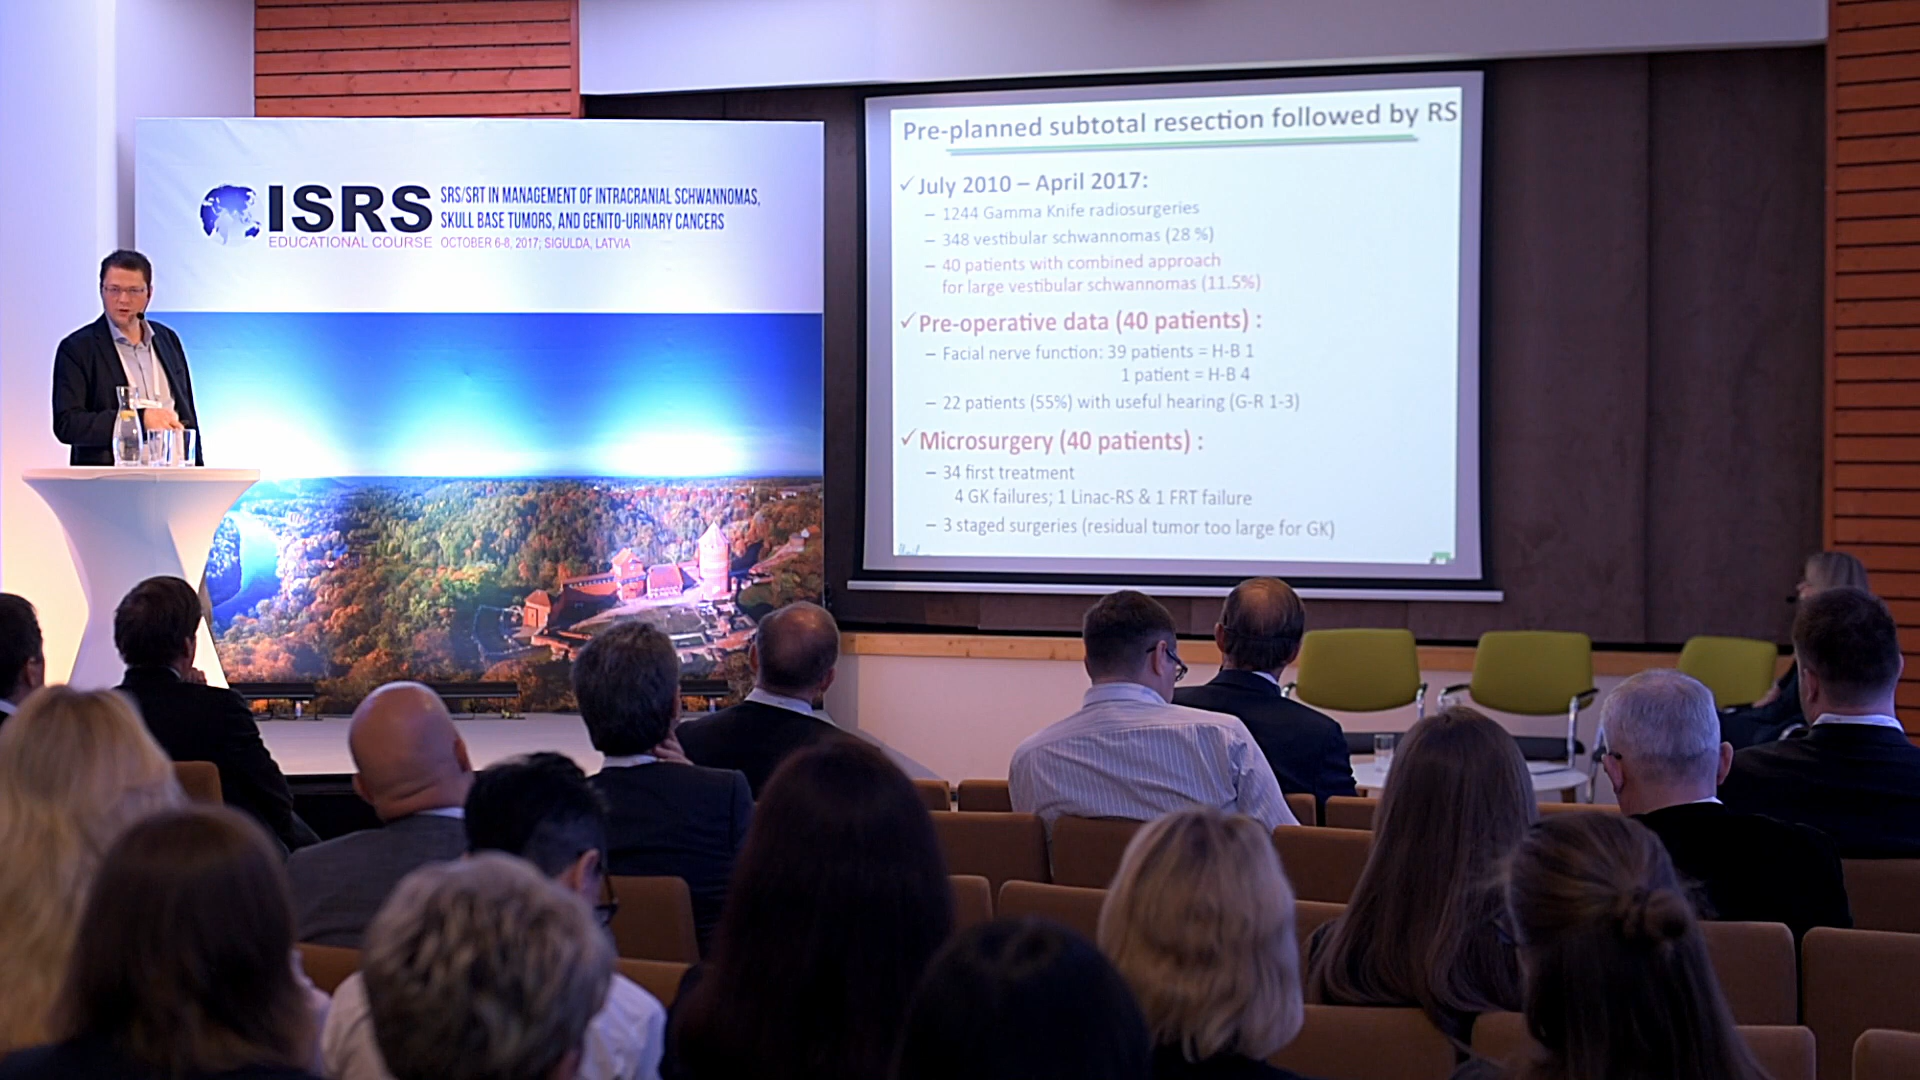 ISRS
EDUCATIONAL COURSE
SRS/SRT IN MANAGEMENT OF INTRACRANIAL SCHWANNOMAS,
SKULL BASE TUMORS, AND GENITO-URINARY CANCERS
OCTOBER 6-8, 2017; SIGULDA, LATVIA
Pre-planned subtotal resection followed by RS
✓ July 2010 – April 2017:
– 1244 Gamma Knife radiosurgeries
– 348 vestibular schwannomas (28 %)
– 40 patients with combined approach
for large vestibular schwannomas (11.5%)
✓ Pre-operative data (40 patients) :
– Facial nerve function: 39 patients = H-B 1
1 patient = H-B 4
– 22 patients (55%) with useful hearing (G-R 1-3)
✓ Microsurgery (40 patients) :
– 34 first treatment
4 GK failures; 1 Linac-RS & 1 FRT failure
– 3 staged surgeries (residual tumor too large for GK)